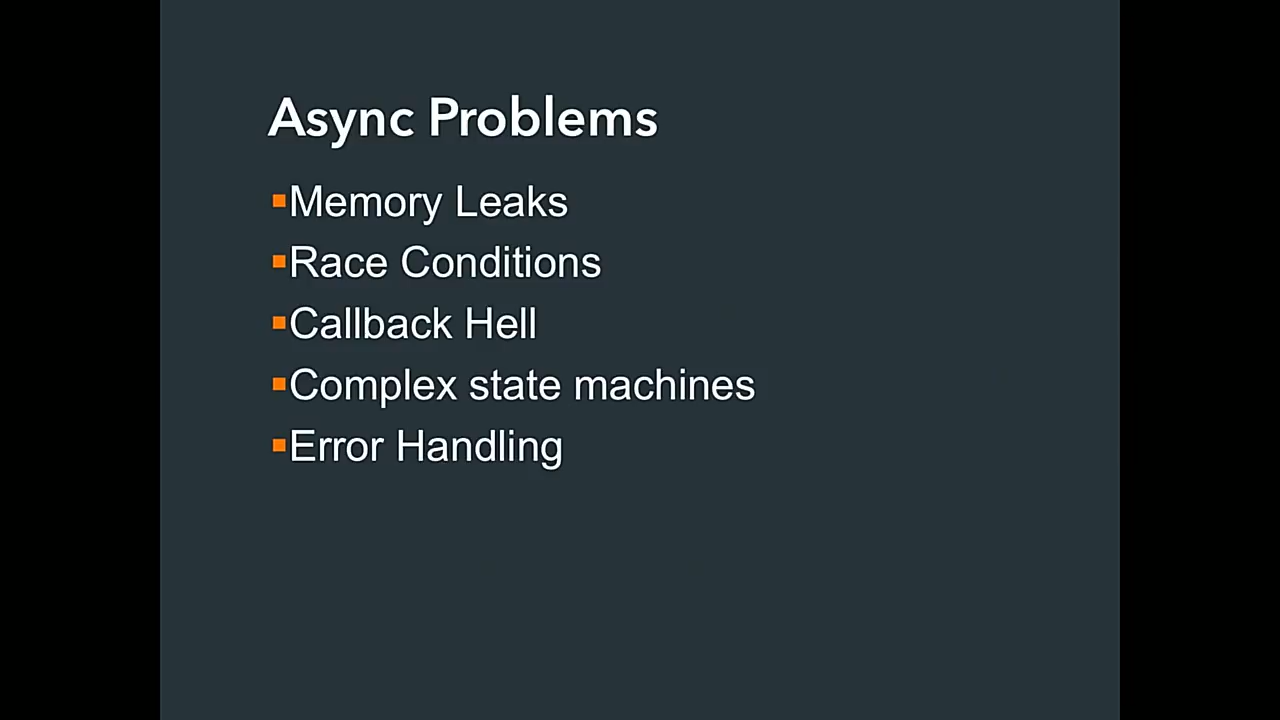 Async Problems
Memory Leaks
Race Conditions
Callback Hell
Complex state machines
Error Handling